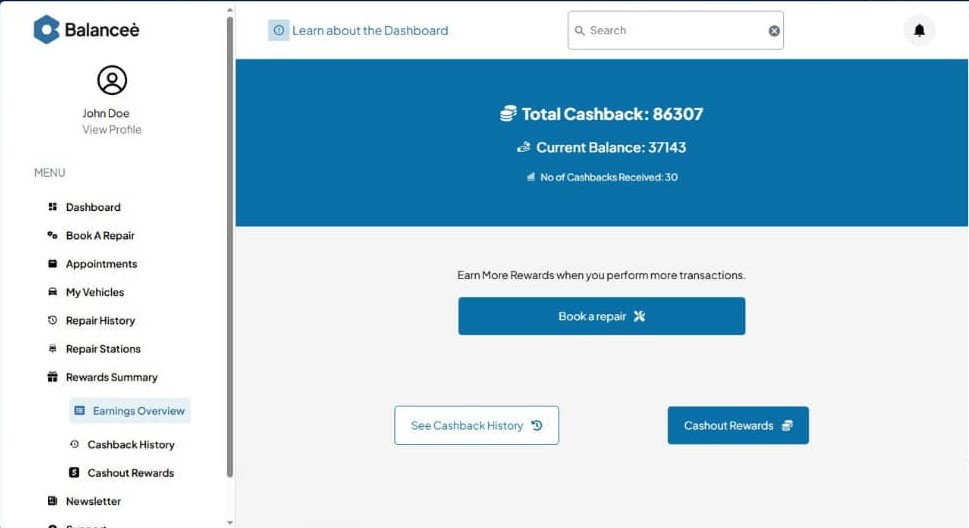 Balanceè
John Doe
View Profile
MENU
Dashboard
Book A Repair
Appointments
My Vehicles
Repair History
Repair Stations
Rewards Summary
Earnings Overview
Cashback History
Cashout Rewards
Newsletter
Learn about the Dashboard
Search
Total Cashback: 86307
Current Balance: 37143
No of Cashbacks Received: 30
Earn More Rewards when you perform more transactions.
Book a repair
See Cashback History
Cashout Rewards